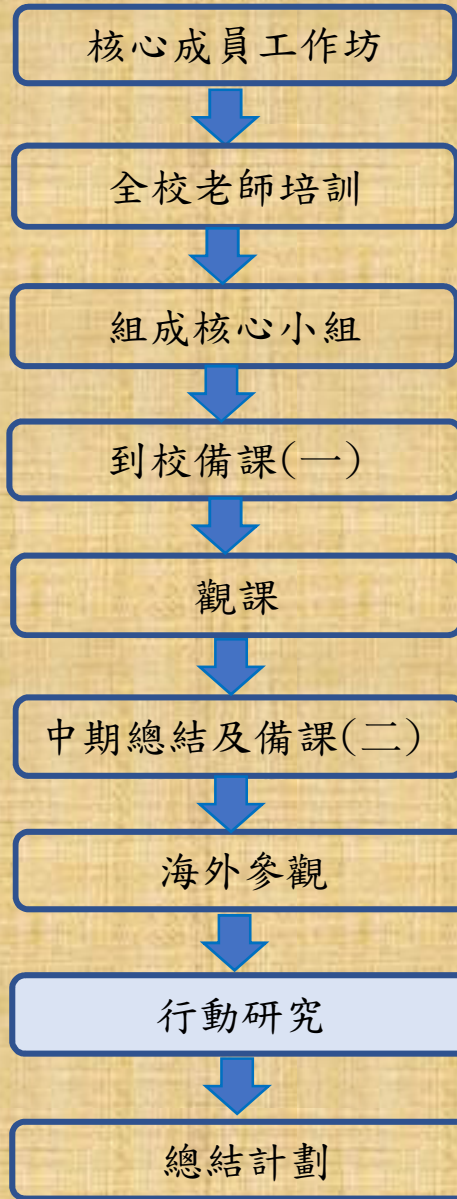 核心成員工作坊
全校老師培訓
組成核心小組
到校備課(一)
觀課
中期總結及備課(二)
海外參觀
行動研究
總結計劃